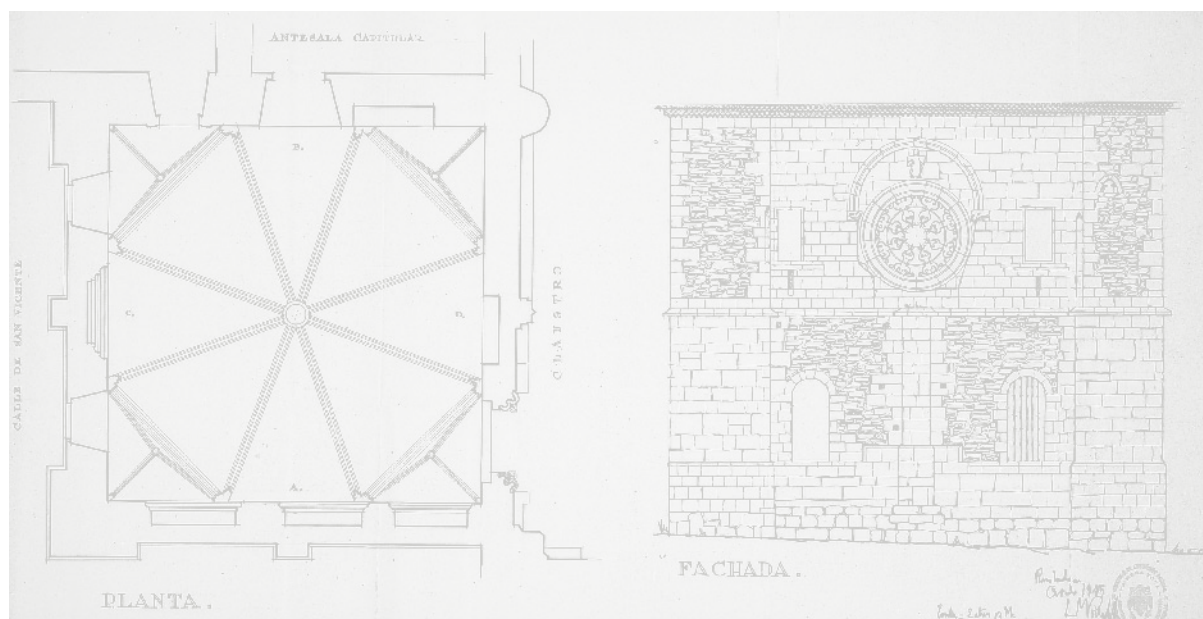 ANTESALA CAPITULAR
B.
CALLE DE SAN VICENTE
C.
D.
CLAUSTRO
A.
PLANTA.
FACHADA.